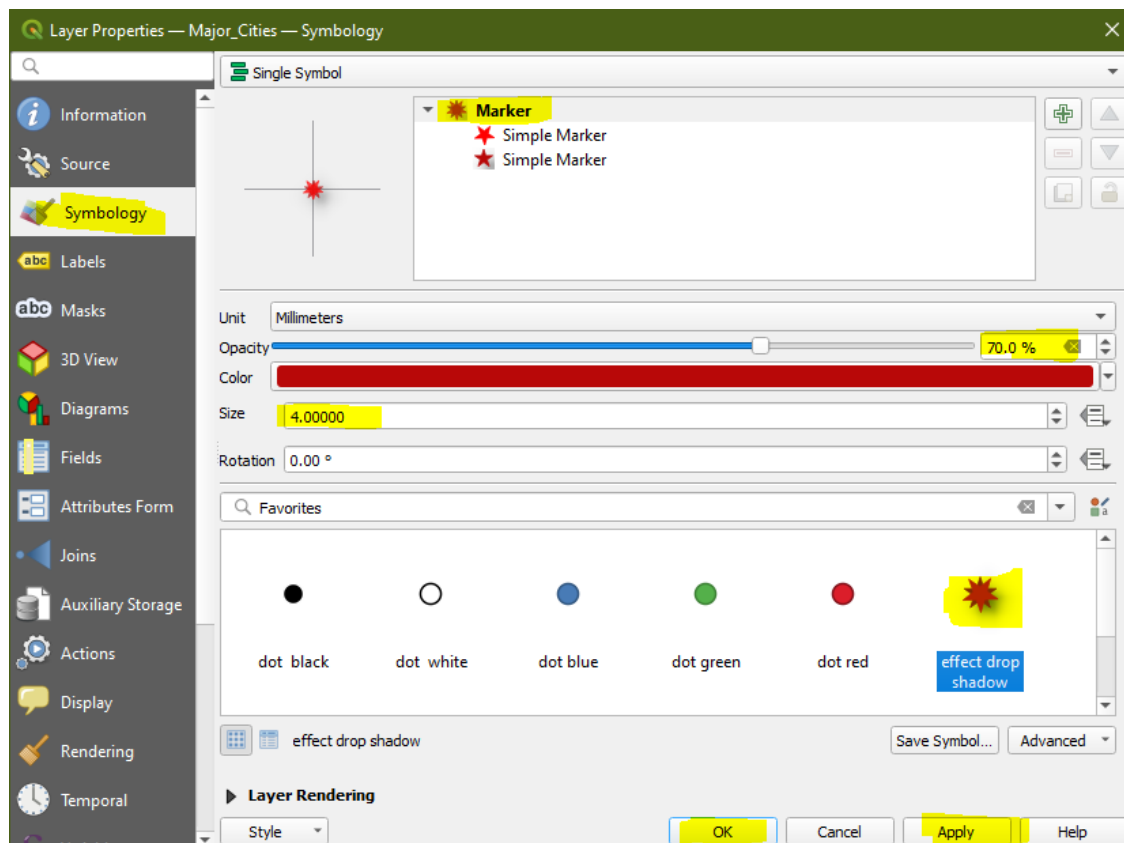 Layer Properties — Major_Cities — Symbology
Single Symbol
Information
Source
Symbology
abc Labels
abc Masks
3D View
Diagrams
Fields
Attributes Form
Joins
Auxiliary Storage
Actions
Display
Rendering
Temporal
Marker
Simple Marker
Simple Marker
Unit Millimeters
Opacity 70.0 %
Color
Size 4.00000
Rotation 0.00 °
Favorites
dot black dot white dot blue dot green dot red effect drop
shadow
effect drop shadow Save Symbol... Advanced
Layer Rendering
Style OK Cancel Apply Help